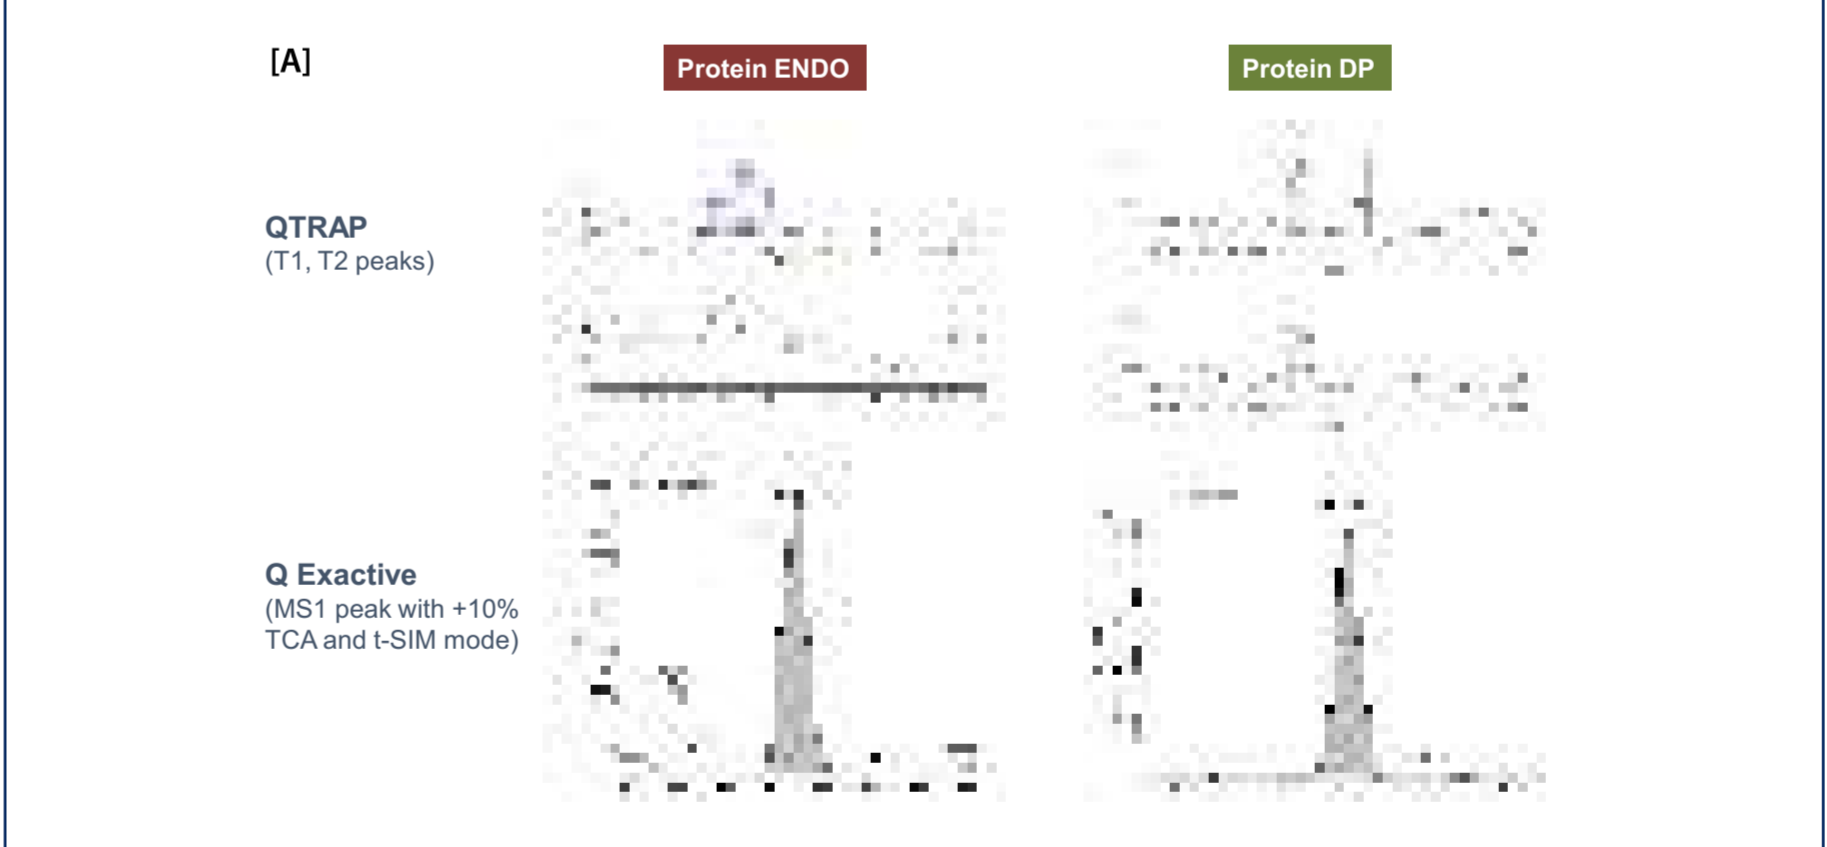 [A]
Protein ENDO
Protein DP
QTRAP
(T1, T2 peaks)
Q Exactive
(MS1 peak with +10%
TCA and t-SIM mode)